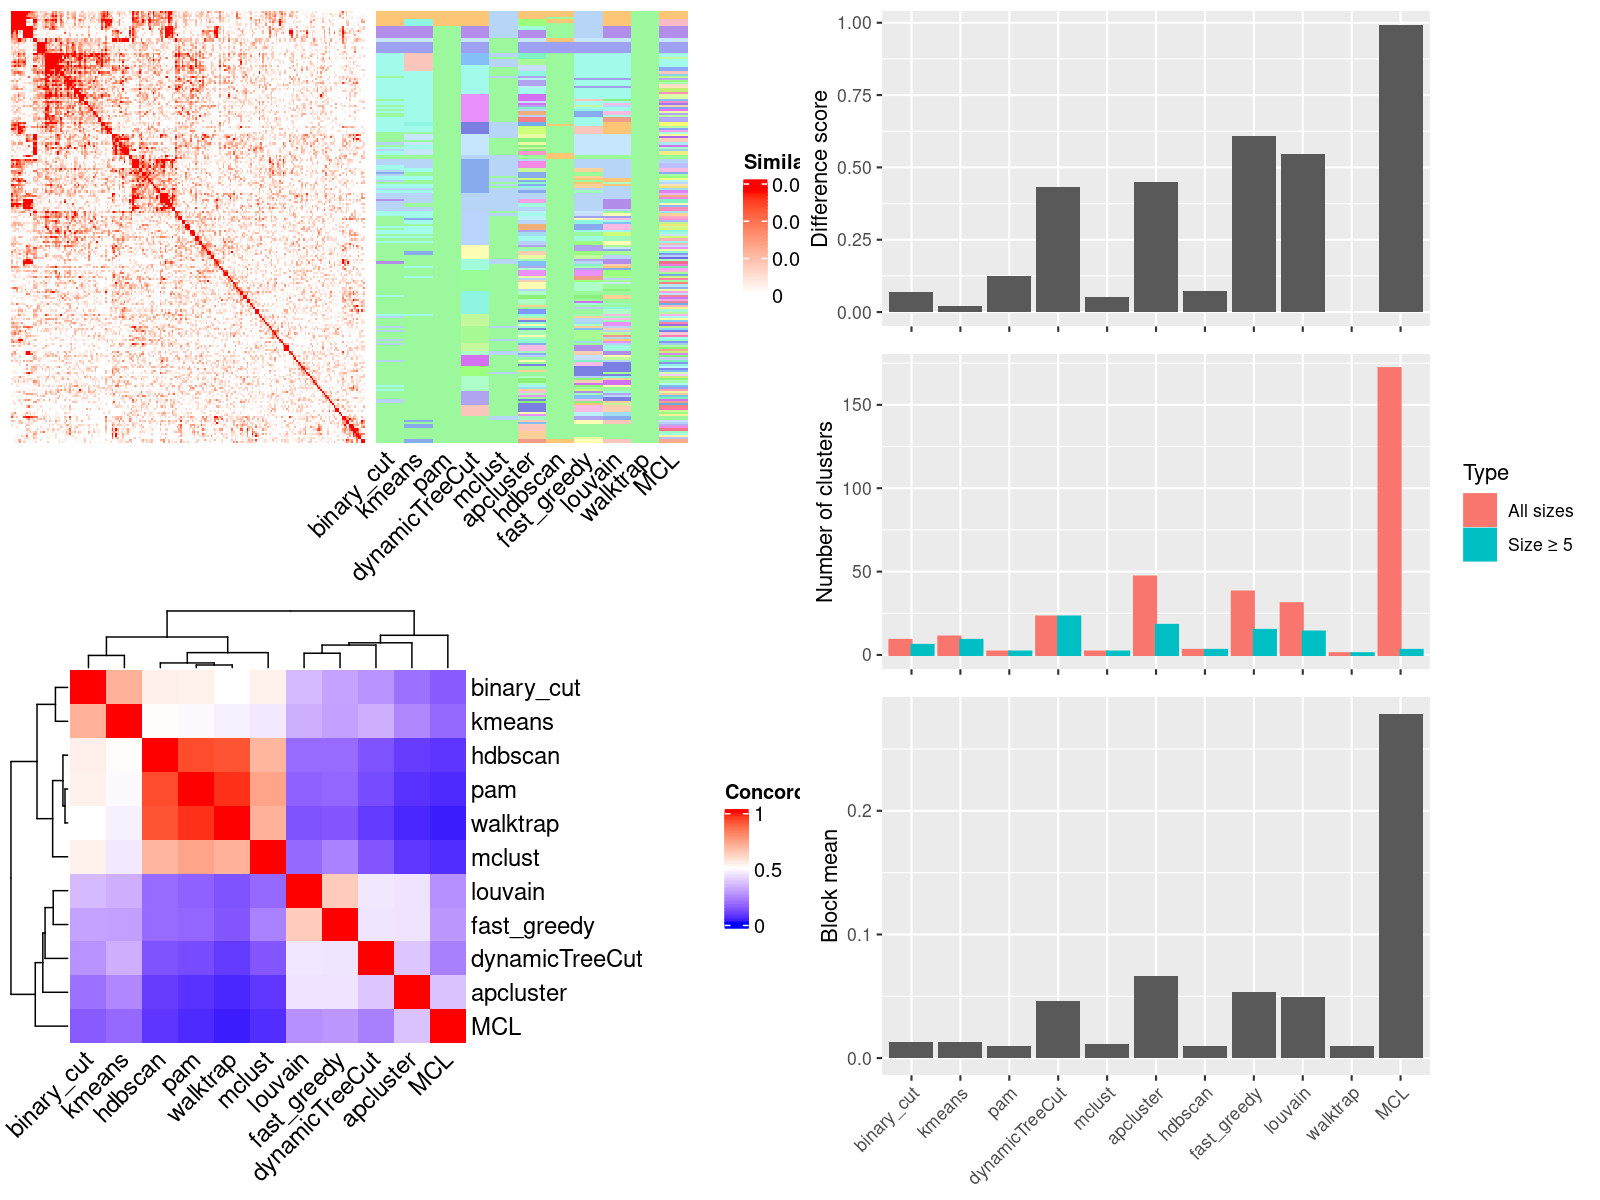 Simila
0.0
0.0
0.0
0
binary_cut
kmeans
pam
dynamicTreeCut
mclust
apcluster
hdbscan
fast_greedy
louvain
walktrap
MCL
binary_cut
kmeans
hdbscan
pam
walktrap
mclust
louvain
fast_greedy
dynamicTreeCut
apcluster
MCL
binary_cut
kmeans
hdbscan
pam
walktrap
mclust
louvain
fast_greedy
dynamicTreeCut
apcluster
MCL
Concord
1
0.5
0
Difference score
1.00
0.75
0.50
0.25
0.00
Number of clusters
150
100
50
0
Type
All sizes
Size ≥ 5
Block mean
0.2
0.1
0.0
binary_cut
kmeans
pam
dynamicTreeCut
mclust
apcluster
hdbscan
fast_greedy
louvain
walktrap
MCL